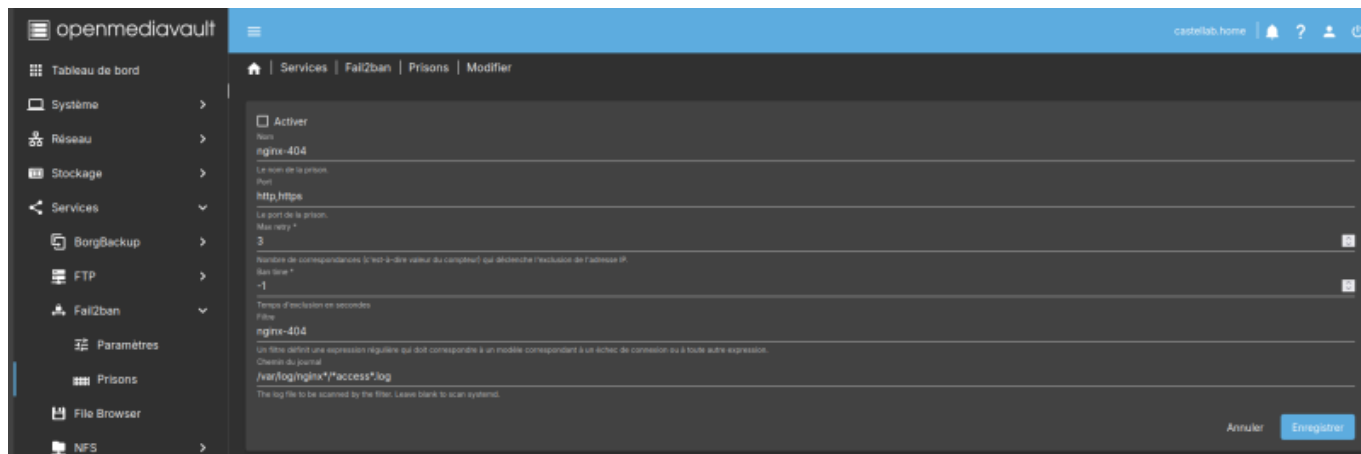 openmediavault
castellab.home
Tableau de bord
Système
Réseau
Stockage
Services
BorgBackup
FTP
Fail2ban
Paramètres
Prisons
File Browser
NFS
| Services | Fail2ban | Prisons | Modifier
Activer
Nom
nginx-404
Le nom de la prison.
Port
http,https
Le port de la prison.
Max retry *
3
Nombre de correspondances (c'est-à-dire valeur du compteur) qui déclenche l'exclusion de l'adresse IP.
Ban time *
-1
Temps d'exclusion en secondes
Filtre
nginx-404
Un filtre définit une expression régulière qui doit correspondre à un modèle correspondant à un échec de connexion ou à toute autre expression.
Chemin du journal
/var/log/nginx*/*access*.log
The log file to be scanned by the filter. Leave blank to scan systemd.
Annuler
Enregistrer